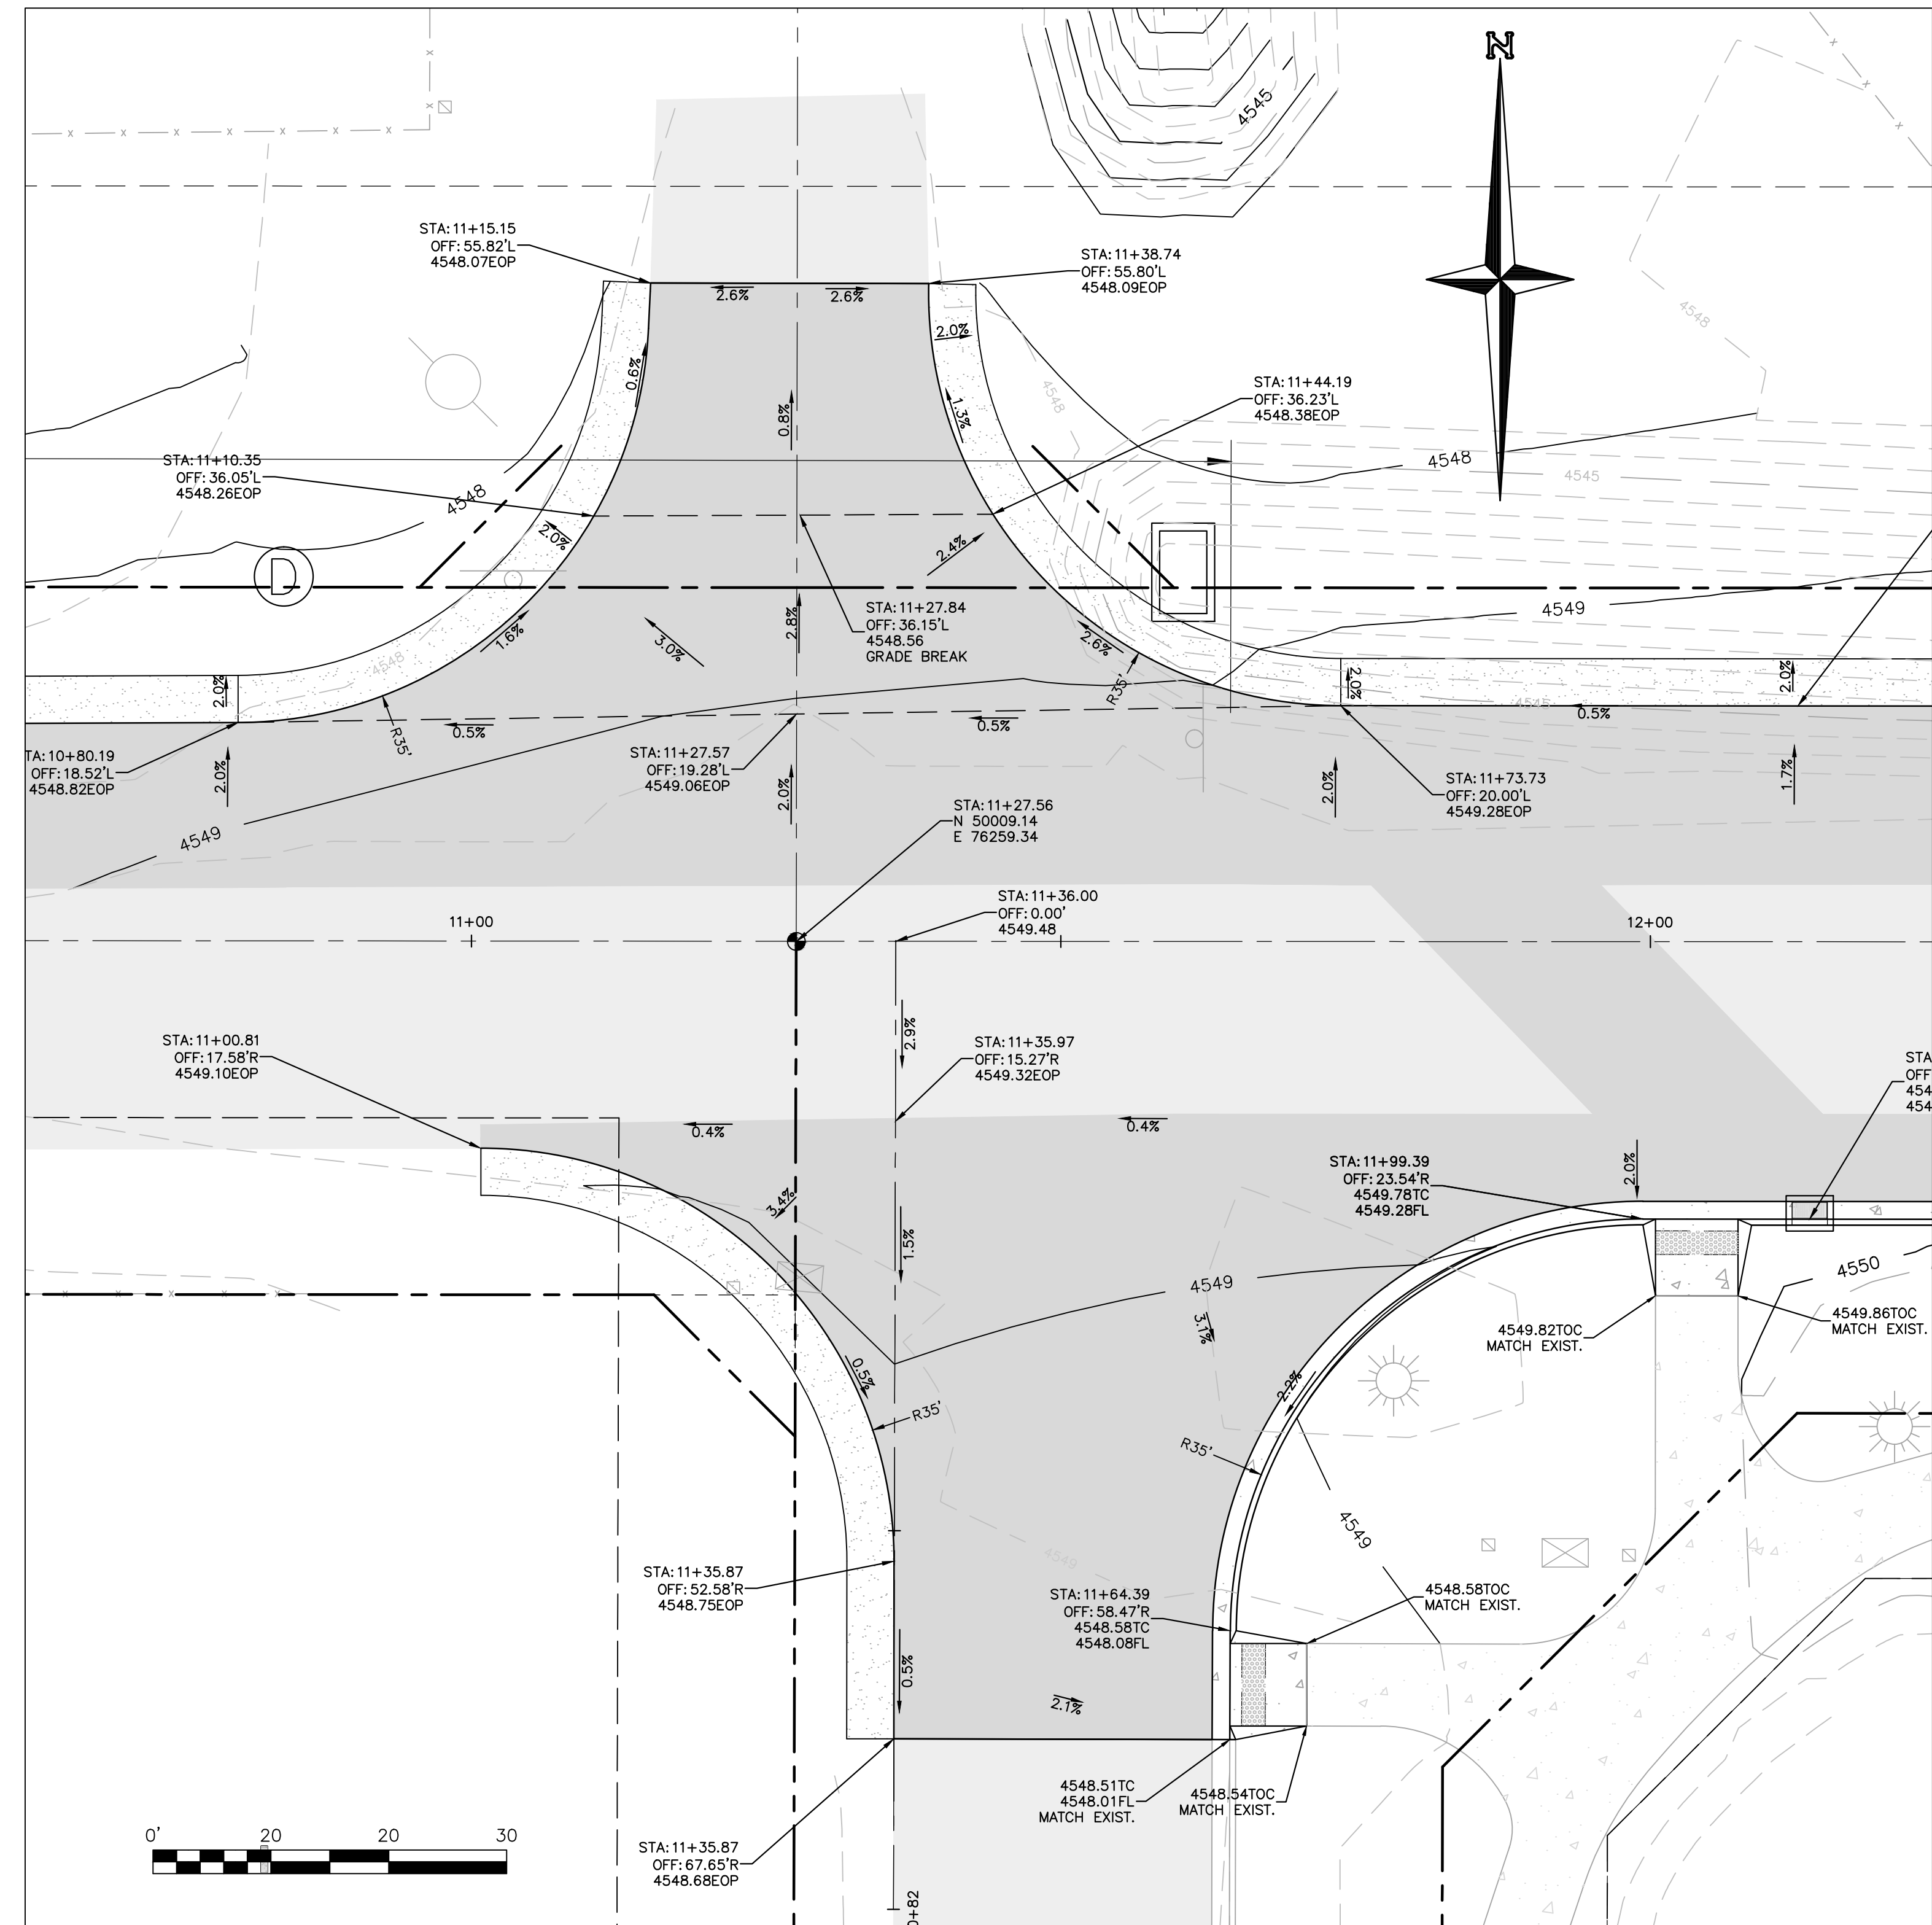 N
4545
STA: 11+15.15
OFF: 55.82'L
4548.07EOP
STA: 11+38.74
OFF: 55.80'L
4548.09EOP
2.6%
2.6%
4548
2.0%
0.6%
STA: 11+44.19
OFF: 36.23'L
4548.38EOP
4548
0.8%
1.3%
STA: 11+10.35
OFF: 36.05'L
4548.26EOP
4548
4548
4545
2.0%
2.4%
D
STA: 11+27.84
OFF: 36.15'L
4548.56
GRADE BREAK
4549
2.8%
1.6%
3.0%
2.6%
4548
R35'
2.0%
2.0%
2.0%
4545
0.5%
0.5%
0.5%
R35'
TA: 10+80.19
OFF: 18.52'L
4548.82EOP
2.0%
STA: 11+27.57
OFF: 19.28'L
4549.06EOP
2.0%
2.0%
1.7%
STA: 11+73.73
OFF: 20.00'L
4549.28EOP
STA: 11+27.56
N 50009.14
E 76259.34
4549
STA: 11+36.00
OFF: 0.00'
4549.48
11+00
12+00
2.9%
STA: 11+00.81
OFF: 17.58'R
4549.10EOP
STA: 11+35.97
OFF: 15.27'R
4549.32EOP
STA
OFF
454
454
0.4%
0.4%
STA: 11+99.39
OFF: 23.54'R
4549.78TC
4549.28FL
2.0%
3.4%
1.5%
4549
4550
3.1%
4549.82TOC
MATCH EXIST.
4549.86TOC
MATCH EXIST.
0.5%
2.2%
R35'
R35'
4549
4549
STA: 11+35.87
OFF: 52.58'R
4548.75EOP
STA: 11+64.39
OFF: 58.47'R
4548.58TC
4548.08FL
4548.58TOC
MATCH EXIST.
0.5%
2.1%
4548.51TC
4548.01FL
MATCH EXIST.
4548.54TOC
MATCH EXIST.
0'
20
20
30
STA: 11+35.87
OFF: 67.65'R
4548.68EOP
0+82